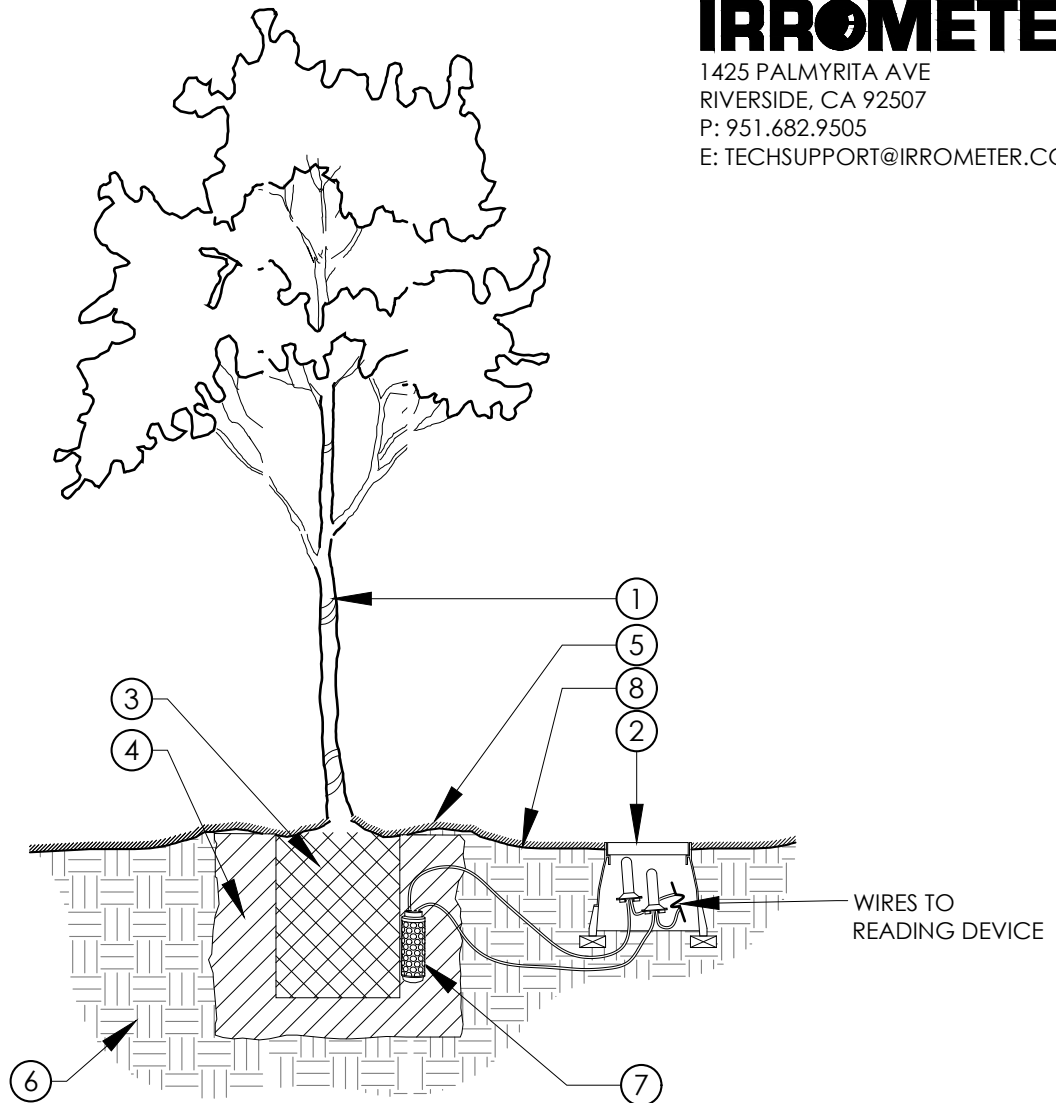 IRROMETE
1425 PALMYRITA AVE
RIVERSIDE, CA 92507
P: 951.682.9505
E: TECHSUPPORT@IRROMETER.CO
1
5
8
2
3
4
WIRES TO
READING DEVICE
6
7